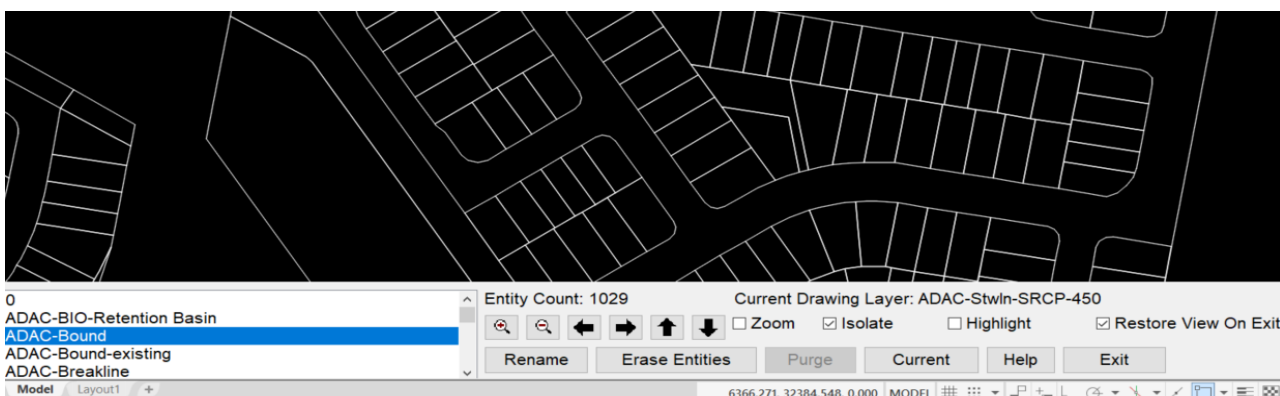 0
ADAC-BIO-Retention Basin
ADAC-Bound
ADAC-Bound-existing
ADAC-Breakline
Entity Count: 1029 Current Drawing Layer: ADAC-Stwln-SRCP-450
Zoom Isolate Highlight Restore View On Exit
Rename Erase Entities Purge Current Help Exit
Model Layout1 + 6366.271, 32384.548, 0.000 MODEL